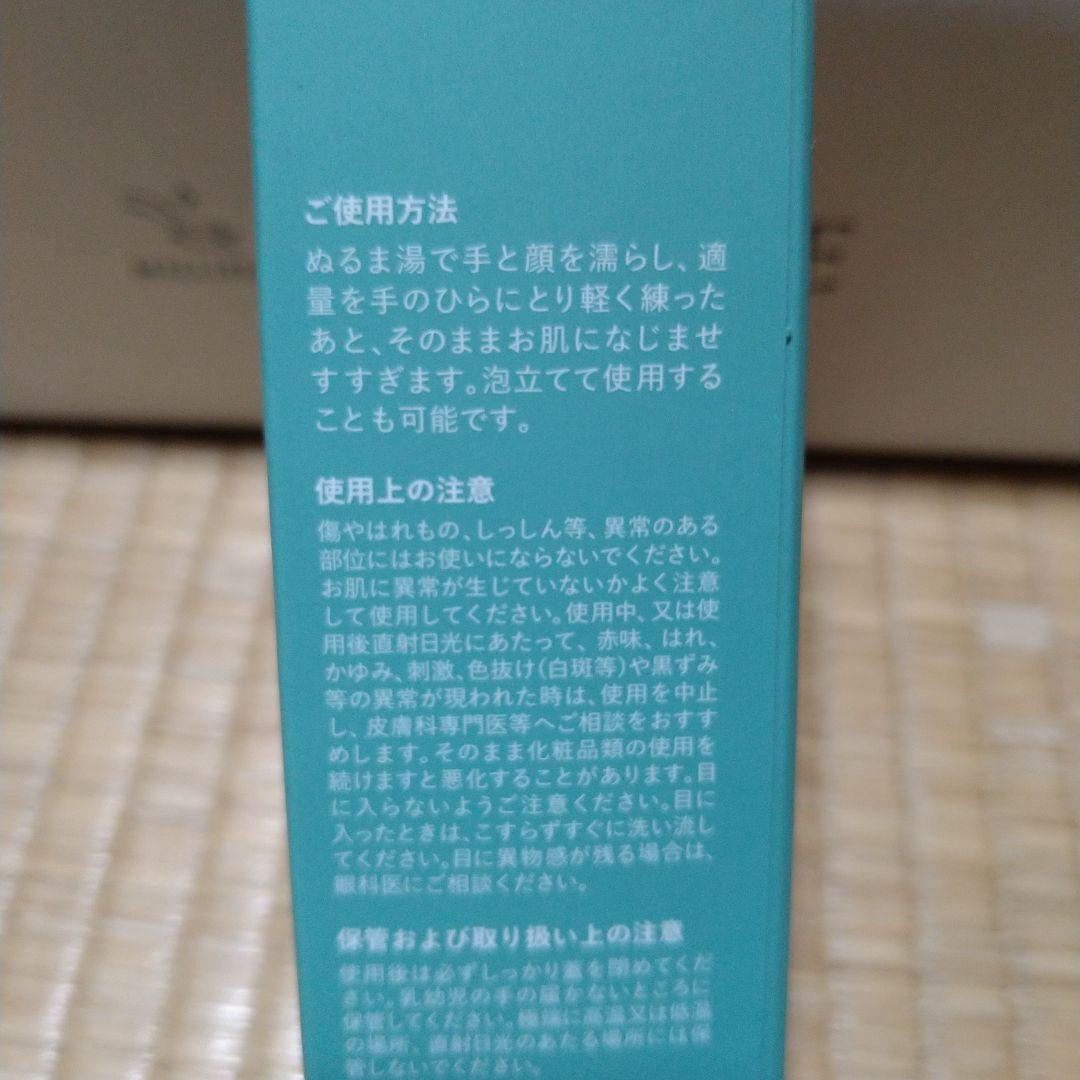 ご使用方法
ぬるま湯で手と顔を濡らし、適
量を手のひらにとり軽く練った
あと、そのままお肌になじませ
すすぎます。泡立てて使用する
ことも可能です。
使用上の注意
傷やはれもの、しっしん等、異常のある
部位にはお使いにならないでください。
お肌に異常が生じていないかよく注意
して使用してください。使用中、又は使
用後直射日光にあたって、赤味、はれ、
かゆみ、刺激、色抜け(白斑等)や黒ずみ
等の異常が現われた時は、使用を中止
し、皮膚科専門医等へご相談をおすす
めします。そのまま化粧品類の使用を
続けますと悪化することがあります。目
に入らないようご注意ください。目に
入ったときは、こすらずすぐに洗い流し
てください。目に異物感が残る場合は、
眼科医にご相談ください。
保管および取り扱い上の注意
使用後は必ずしっかり蓋を閉めてくだ
さい。乳幼児の手の届かないところに
保管してください。極端に高温又は低温
の場所、直射日光のあたる場所には保
管しないでください。